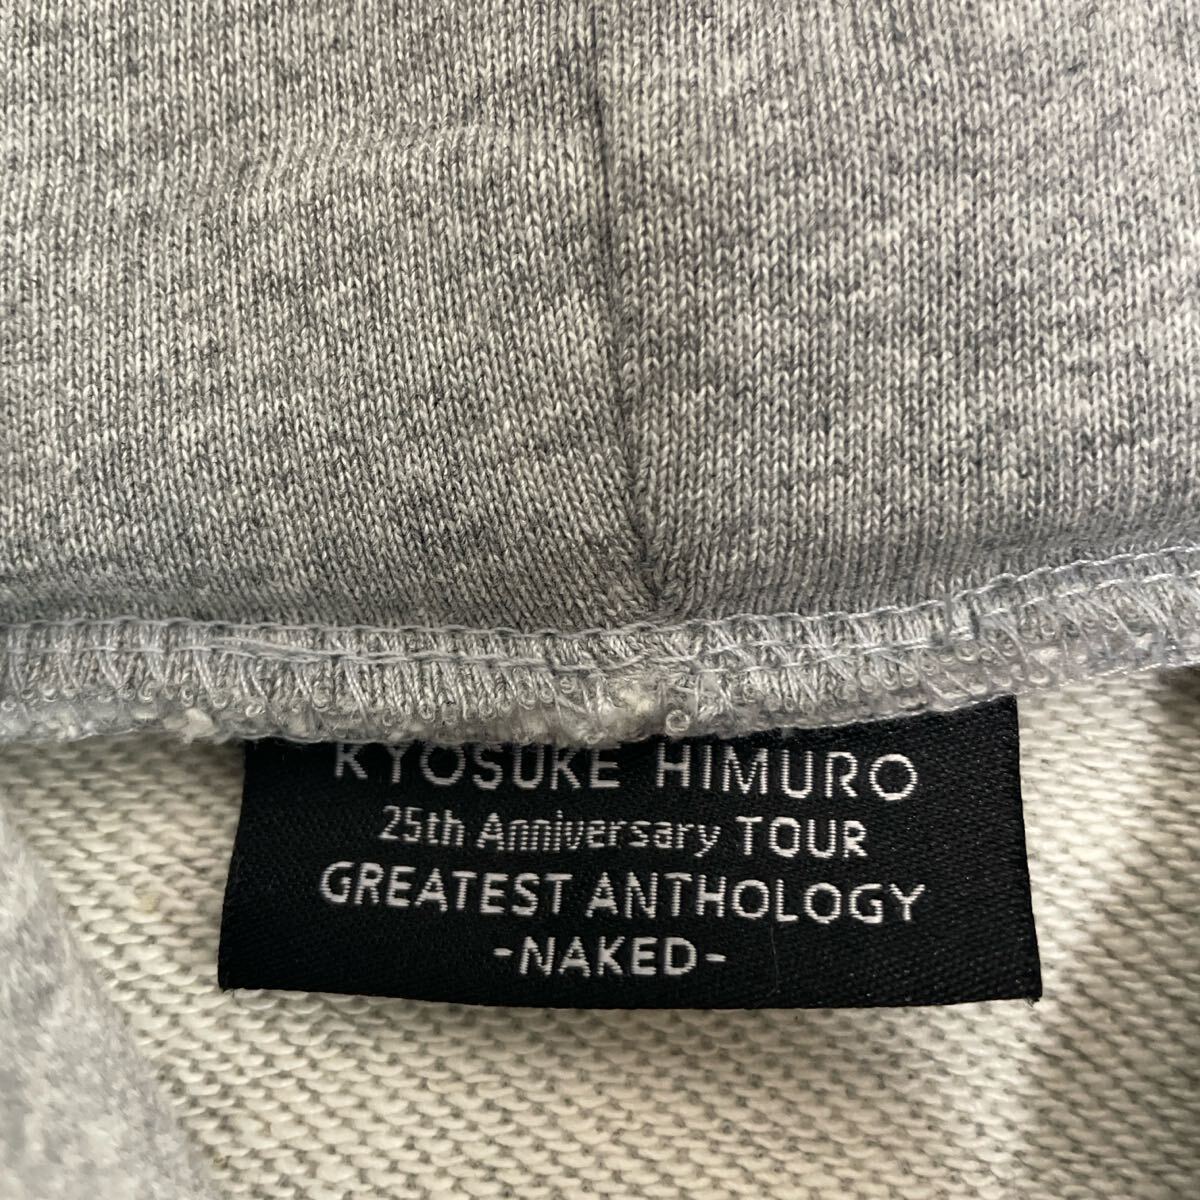 KYOSUKE HIMURO
25th Anniversary TOUR
GREATEST ANTHOLOGY
-NAKED-